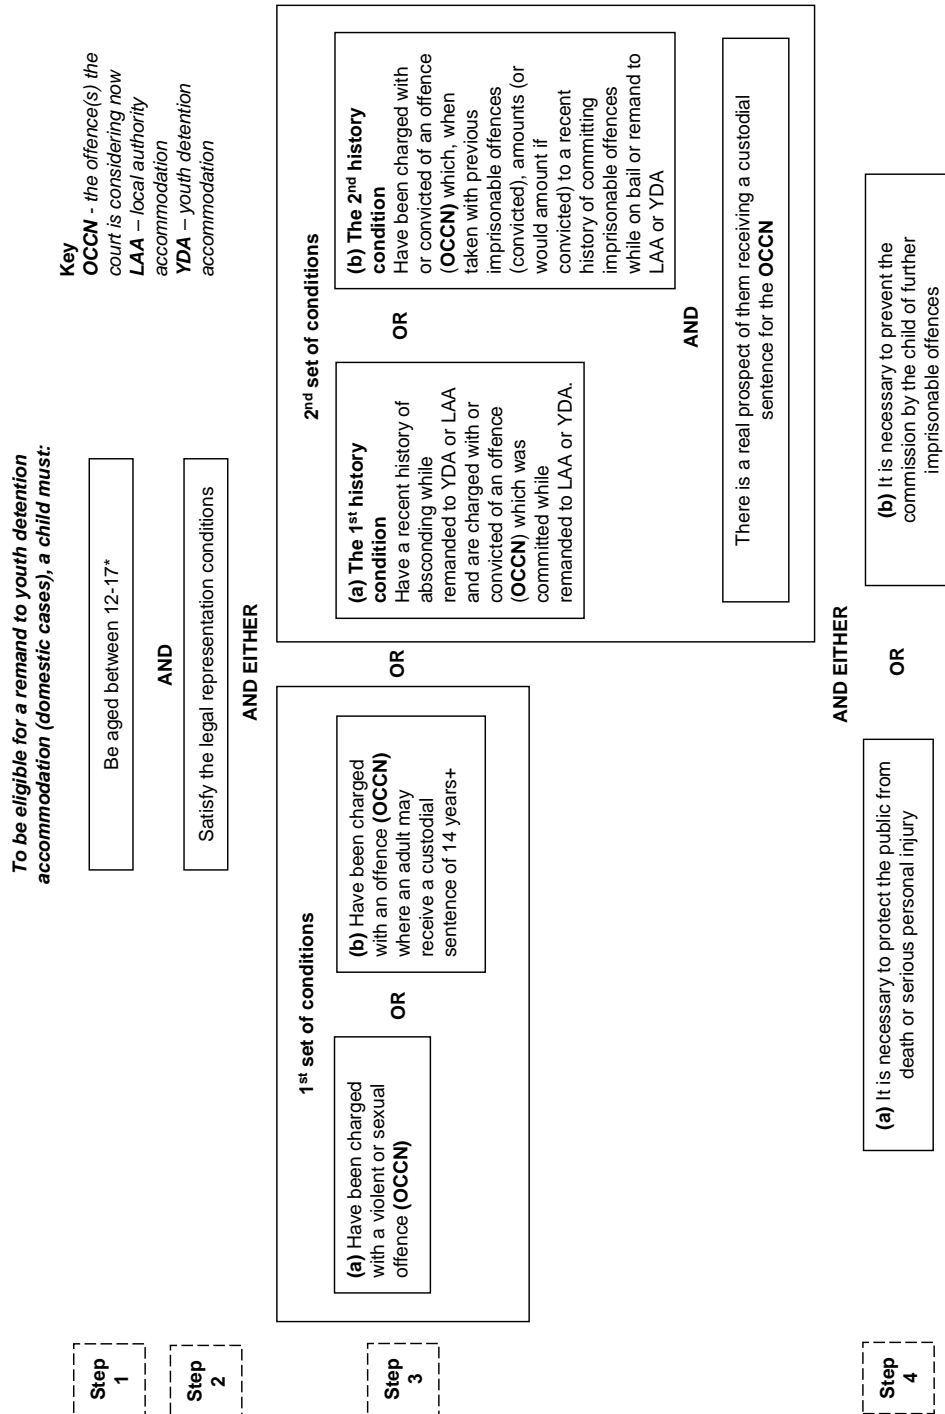 To be eligible for a remand to youth detention
accommodation (domestic cases), a child must:
Key
OCCN - the offence(s) the
court is considering now
LAA – local authority
accommodation
YDA – youth detention
accommodation
Step
1
Be aged between 12-17*
AND
Step
2
Satisfy the legal representation conditions
AND EITHER
Step
3
1st set of conditions
(a) Have been charged
with a violent or sexual
offence (OCCN)
OR
(b) Have been charged
with an offence (OCCN)
where an adult may
receive a custodial
sentence of 14 years+
OR
2nd set of conditions
(a) The 1st history
condition
Have a recent history of
absconding while
remanded to YDA or LAA
and are charged with or
convicted of an offence
(OCCN) which was
committed while
remanded to LAA or YDA.
OR
(b) The 2nd history
condition
Have been charged with
or convicted of an offence
(OCCN) which, when
taken with previous
imprisonable offences
(convicted), amounts (or
would amount if
convicted) to a recent
history of committing
imprisonable offences
while on bail or remand to
LAA or YDA
AND
There is a real prospect of them receiving a custodial
sentence for the OCCN
AND EITHER
Step
4
(a) It is necessary to protect the public from
death or serious personal injury
OR
(b) It is necessary to prevent the
commission by the child of further
imprisonable offences